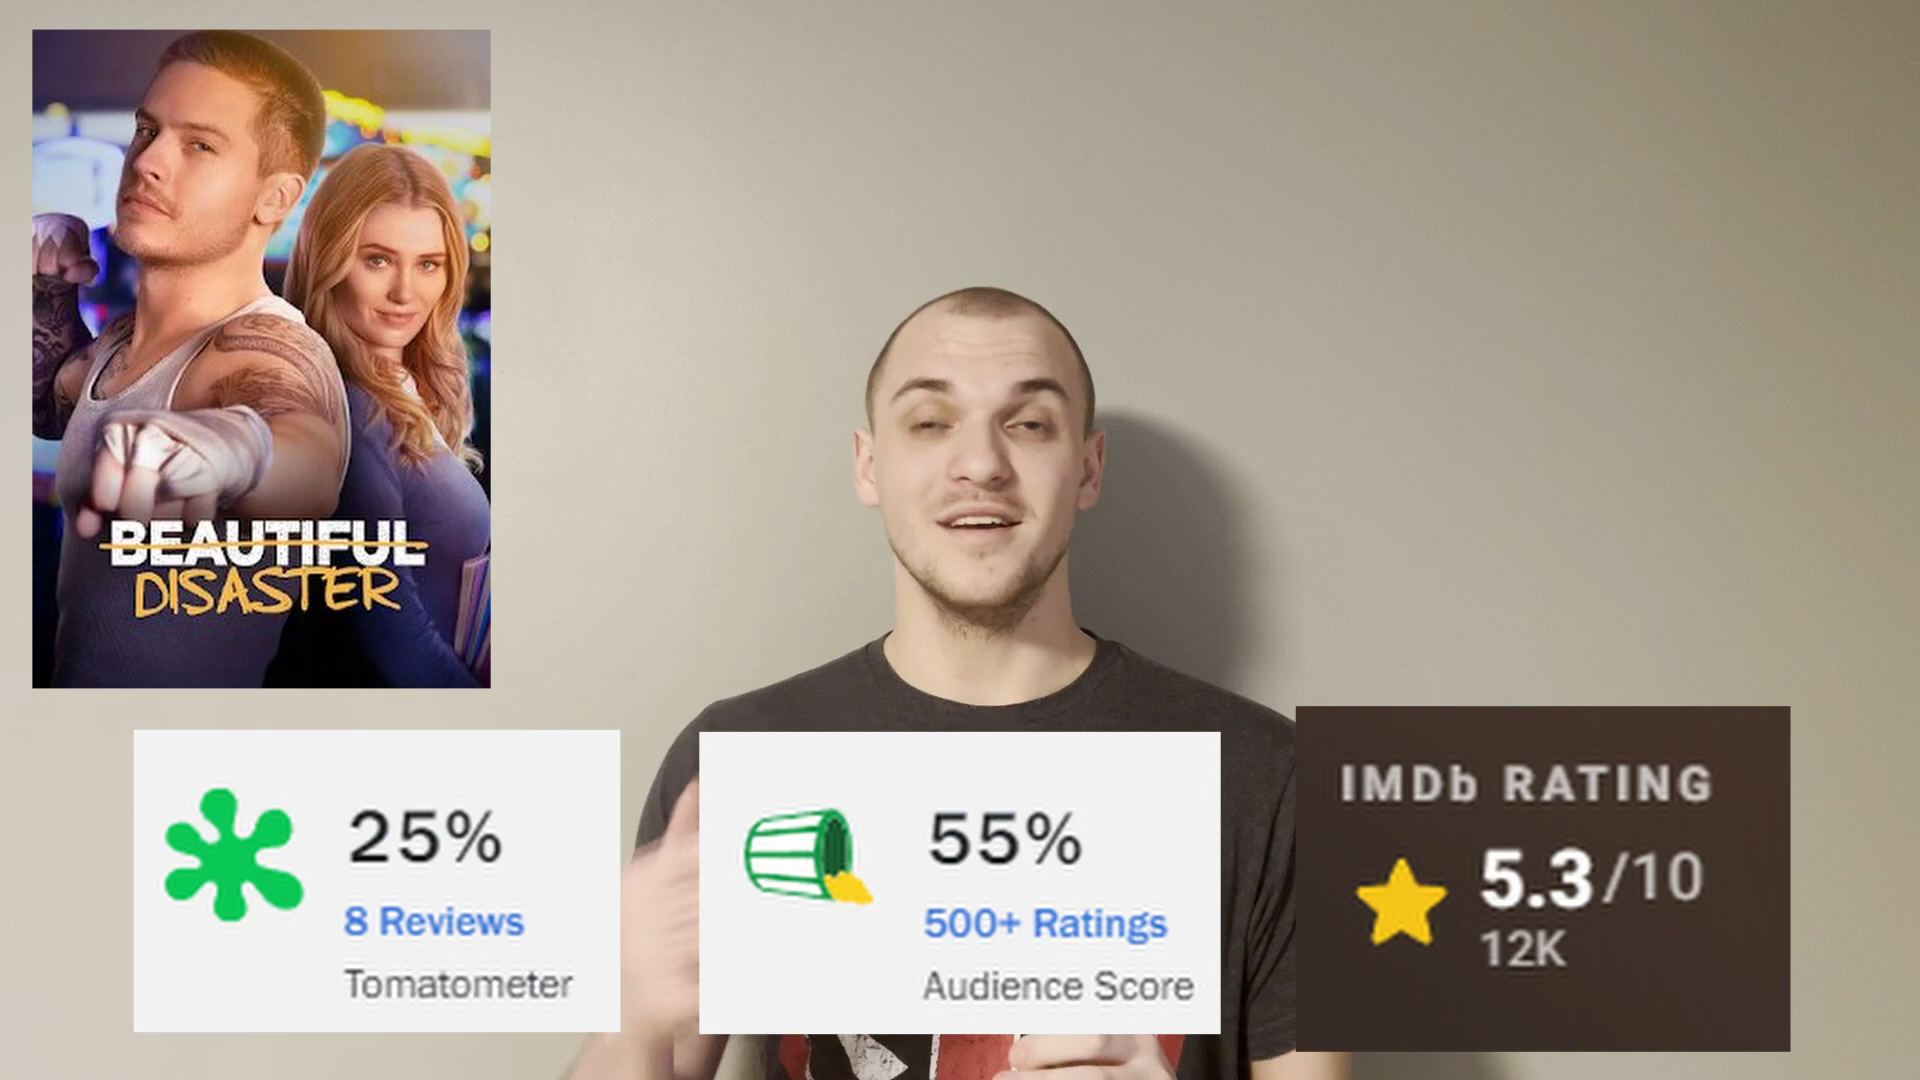 BEAUTIFUL
DISASTER
25%
8 Reviews
Tomatometer
55%
500+ Ratings
Audience Score
IMDb RATING
5.3/10
12K